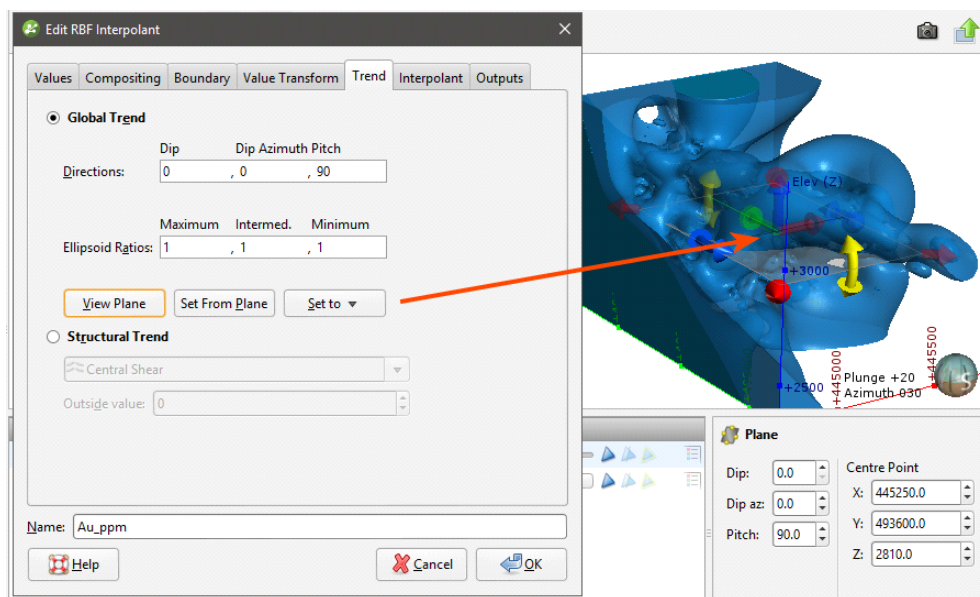 Edit RBF Interpolant
Values Compositing Boundary Value Transform Trend Interpolant Outputs
Global Trend
Dip Dip Azimuth Pitch
Directions: 0 , 0 , 90
Maximum Intermed. Minimum
Ellipsoid Ratios: 1 , 1 , 1
View Plane Set From Plane Set to
Structural Trend
Central Shear
Outside value: 0
Name: Au_ppm
Help Cancel OK
Elev (Z)
+3000
+2500
+445000
+445500
Plunge +20
Azimuth 030
S
Plane
Dip: 0.0
Dip az: 0.0
Pitch: 90.0
Centre Point
X: 445250.0
Y: 493600.0
Z: 2810.0